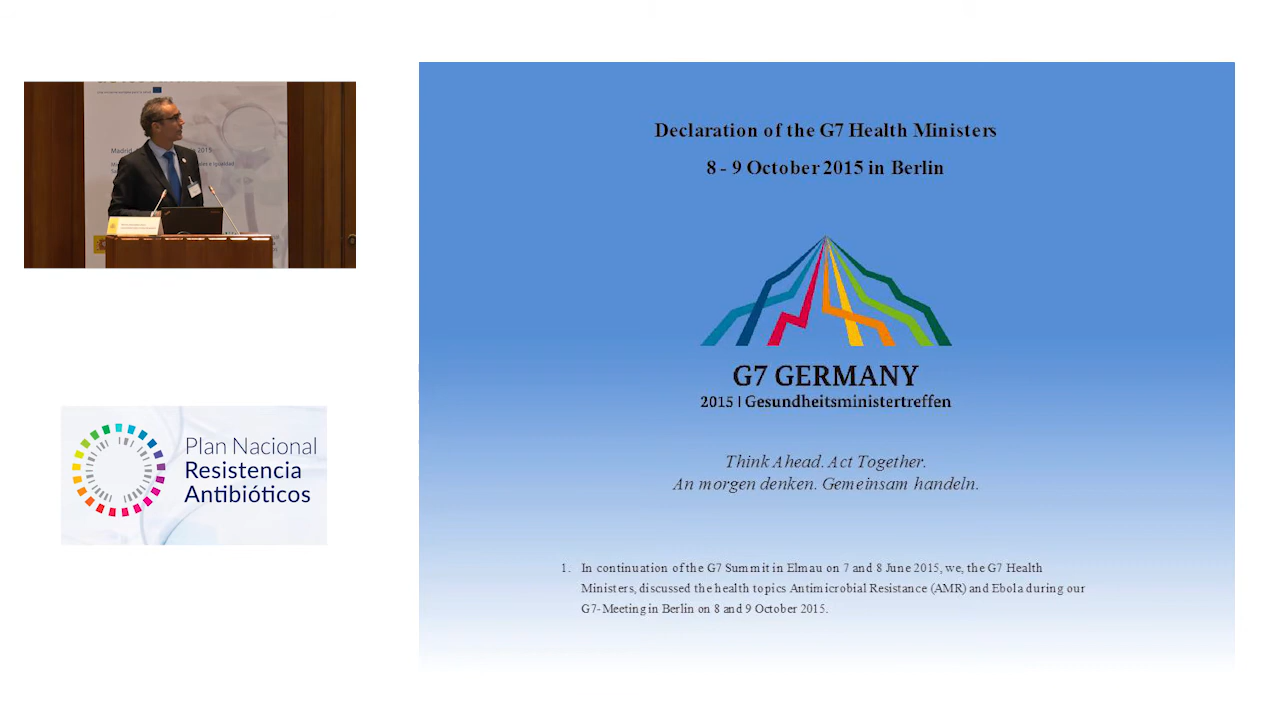 Madrid
2015
Declaration of the G7 Health Ministers
8 - 9 October 2015 in Berlin
G7 GERMANY
2015 | Gesundheitsministertreffen
Think Ahead. Act Together.
An morgen denken. Gemeinsam handeln.
1. In continuation of the G7 Summit in Elmau on 7 and 8 June 2015, we, the G7 Health
Ministers, discussed the health topics Antimicrobial Resistance (AMR) and Ebola during our
G7-Meeting in Berlin on 8 and 9 October 2015.
Plan Nacional
Resistencia
Antibióticos